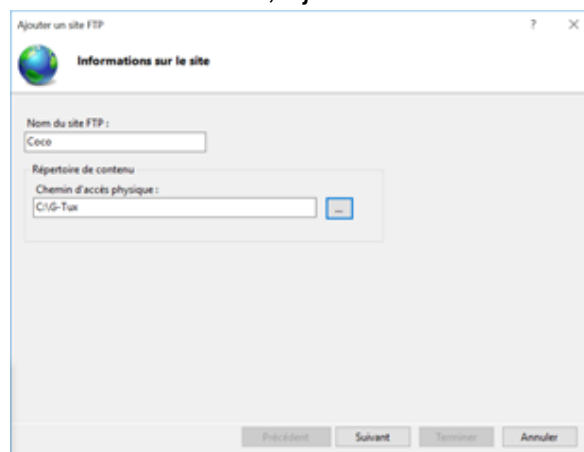 Ajouter un site FTP ? ×
Informations sur le site
Nom du site FTP :
Coco
Répertoire de contenu
Chemin d'accès physique :
C:\G-Tux ...
Précédent Suivant Terminer Annuler